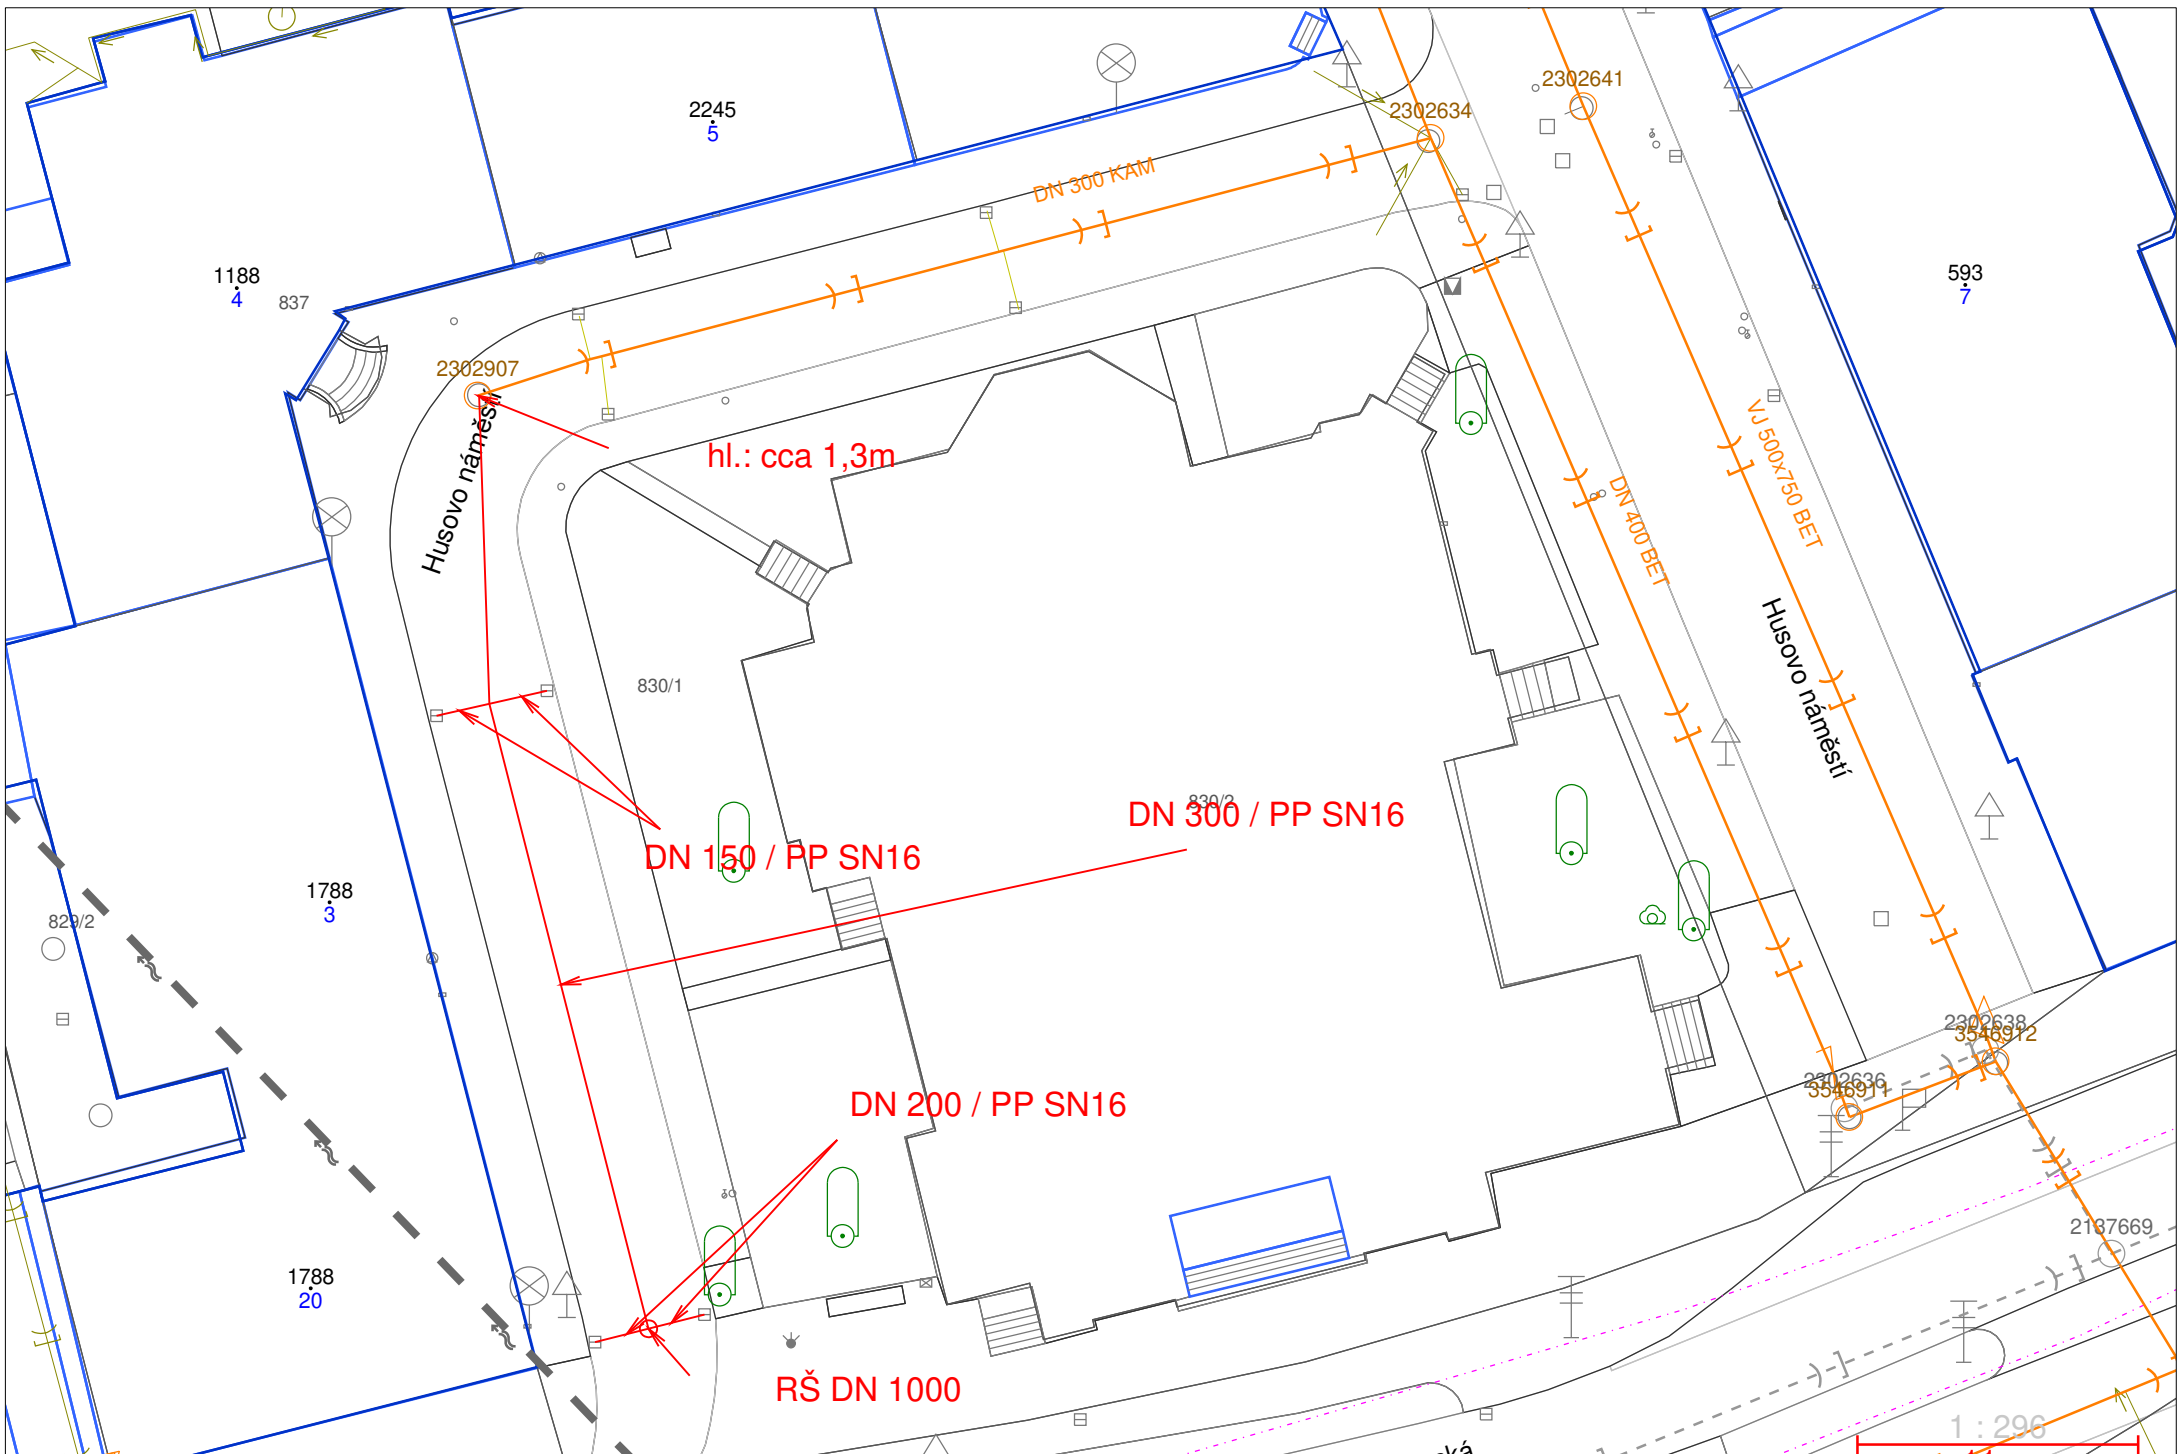 2302641
2302634
2245
5
DN 300 KAM
1188
4
837
593
7
2302907
Husovo náměstí
hl.: cca 1,3m
VJ 500x750 BET
DN 400 BET
Husovo náměstí
830/1
830/2
DN 300 / PP SN16
DN 150 / PP SN16
1788
3
829/2
2302638
3546912
2302636
3546911
DN 200 / PP SN16
2137669
1788
20
RŠ DN 1000
1 : 296